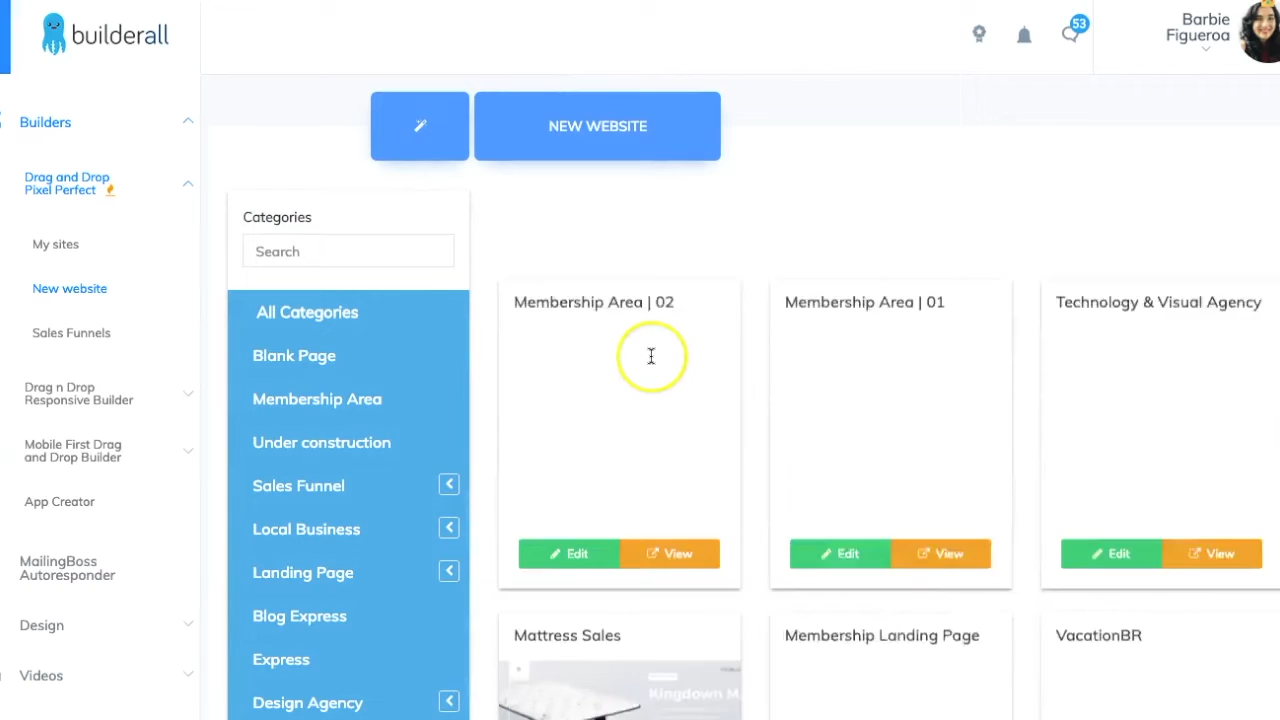 builderall
53
Barbie
Figueroa
Builders
Drag and Drop
Pixel Perfect
My sites
New website
Sales Funnels
Drag n Drop
Responsive Builder
Mobile First Drag
and Drop Builder
App Creator
MailingBoss
Autoresponder
Design
Videos
NEW WEBSITE
Categories
Search
All Categories
Blank Page
Membership Area
Under construction
Sales Funnel
Local Business
Landing Page
Blog Express
Express
Design Agency
Membership Area | 02
Edit
View
Membership Area | 01
Edit
View
Technology & Visual Agency
Edit
View
Mattress Sales
Kingdown M
Membership Landing Page
VacationBR